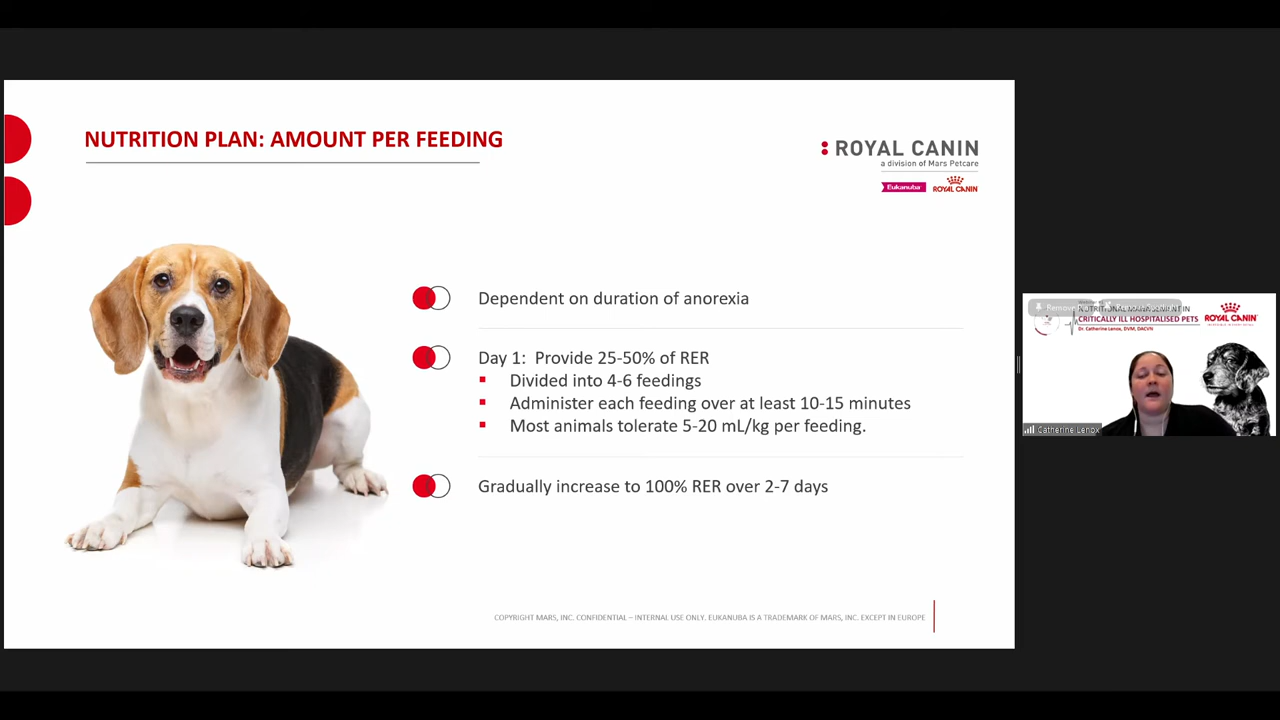 NUTRITION PLAN: AMOUNT PER FEEDING
ROYAL CANIN
a division of Mars Petcare
Eukanuba
ROYAL CANIN
Dependent on duration of anorexia
Day 1: Provide 25-50% of RER
Divided into 4-6 feedings
Administer each feeding over at least 10-15 minutes
Most animals tolerate 5-20 mL/kg per feeding.
Gradually increase to 100% RER over 2-7 days
COPYRIGHT MARS, INC. CONFIDENTIAL – INTERNAL USE ONLY. EUKANUBA IS A TRADEMARK OF MARS, INC. EXCEPT IN EUROPE
NUTRITIONAL MANAGEMENT IN
CRITICALLY ILL HOSPITALISED PETS
Dr. Catherine Lenox, DVM, DACVN
ROYAL CANIN
Catherine Lenox